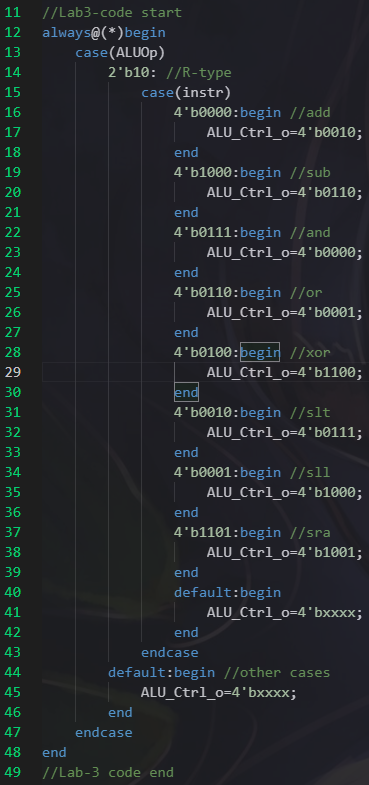 11 //Lab3-code start
12 always@(*)begin
13     case(ALUOp)
14         2'b10: //R-type
15             case(instr)
16                 4'b0000:begin //add
17                     ALU_Ctrl_o=4'b0010;
18                 end
19                 4'b1000:begin //sub
20                     ALU_Ctrl_o=4'b0110;
21                 end
22                 4'b0111:begin //and
23                     ALU_Ctrl_o=4'b0000;
24                 end
25                 4'b0110:begin //or
26                     ALU_Ctrl_o=4'b0001;
27                 end
28                 4'b0100:begin //xor
29                     ALU_Ctrl_o=4'b1100;
30                 end
31                 4'b0010:begin //slt
32                     ALU_Ctrl_o=4'b0111;
33                 end
34                 4'b0001:begin //sll
35                     ALU_Ctrl_o=4'b1000;
36                 end
37                 4'b1101:begin //sra
38                     ALU_Ctrl_o=4'b1001;
39                 end
40                 default:begin
41                     ALU_Ctrl_o=4'bxxxx;
42                 end
43             endcase
44         default:begin //other cases
45             ALU_Ctrl_o=4'bxxxx;
46         end
47     endcase
48 end
49 //Lab-3 code end